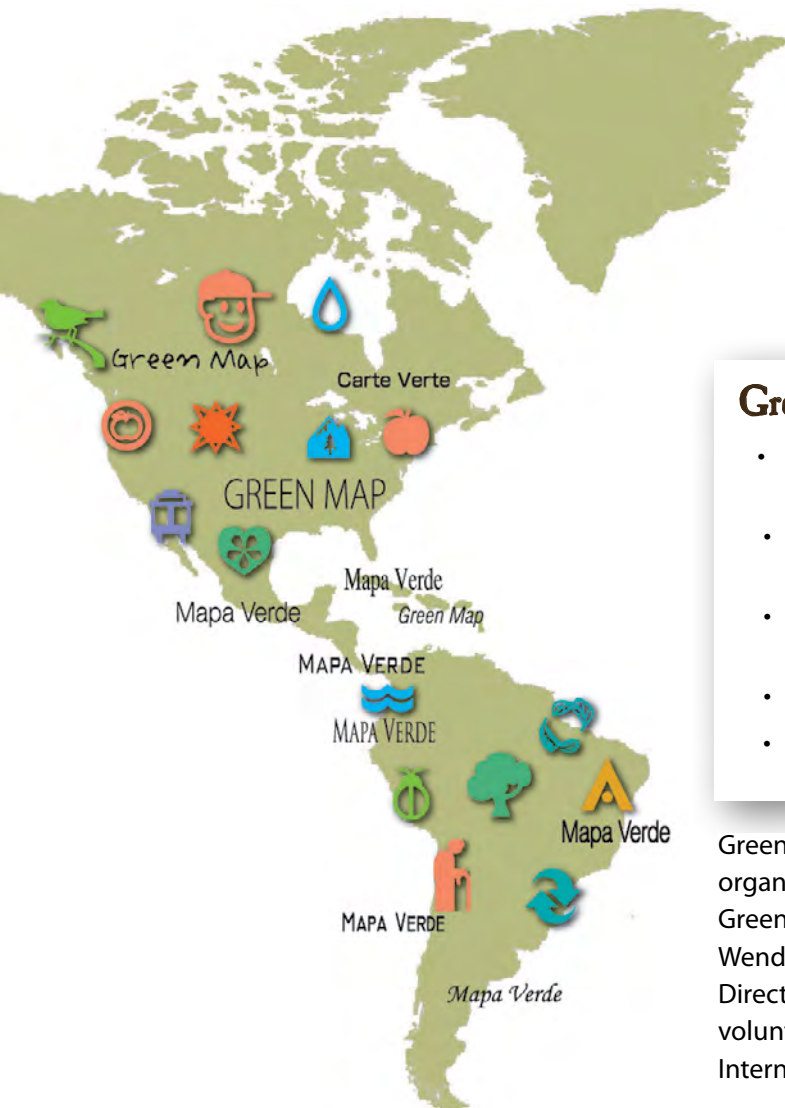 Green Map
Carte Verte
GREEN MAP
Mapa Verde
Mapa Verde
Green Map
MAPA VERDE
MAPA VERDE
Mapa Verde
MAPA VERDE
Mapa Verde
•
•
•
•
•
Green
organ
Green
Wend
Direct
volunt
Intern